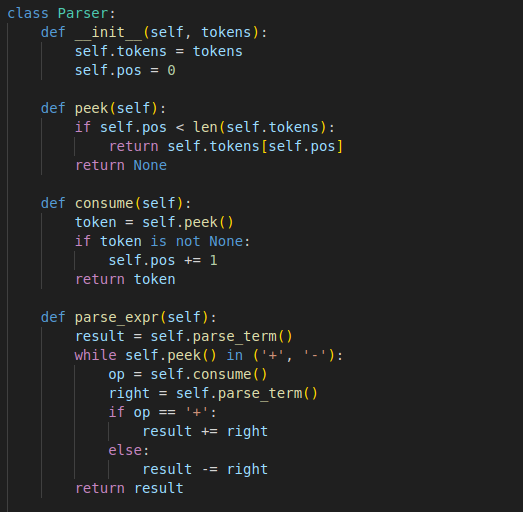 class Parser:
    def __init__(self, tokens):
        self.tokens = tokens
        self.pos = 0

    def peek(self):
        if self.pos < len(self.tokens):
            return self.tokens[self.pos]
        return None

    def consume(self):
        token = self.peek()
        if token is not None:
            self.pos += 1
        return token

    def parse_expr(self):
        result = self.parse_term()
        while self.peek() in ('+', '-'):
            op = self.consume()
            right = self.parse_term()
            if op == '+':
                result += right
            else:
                result -= right
        return result